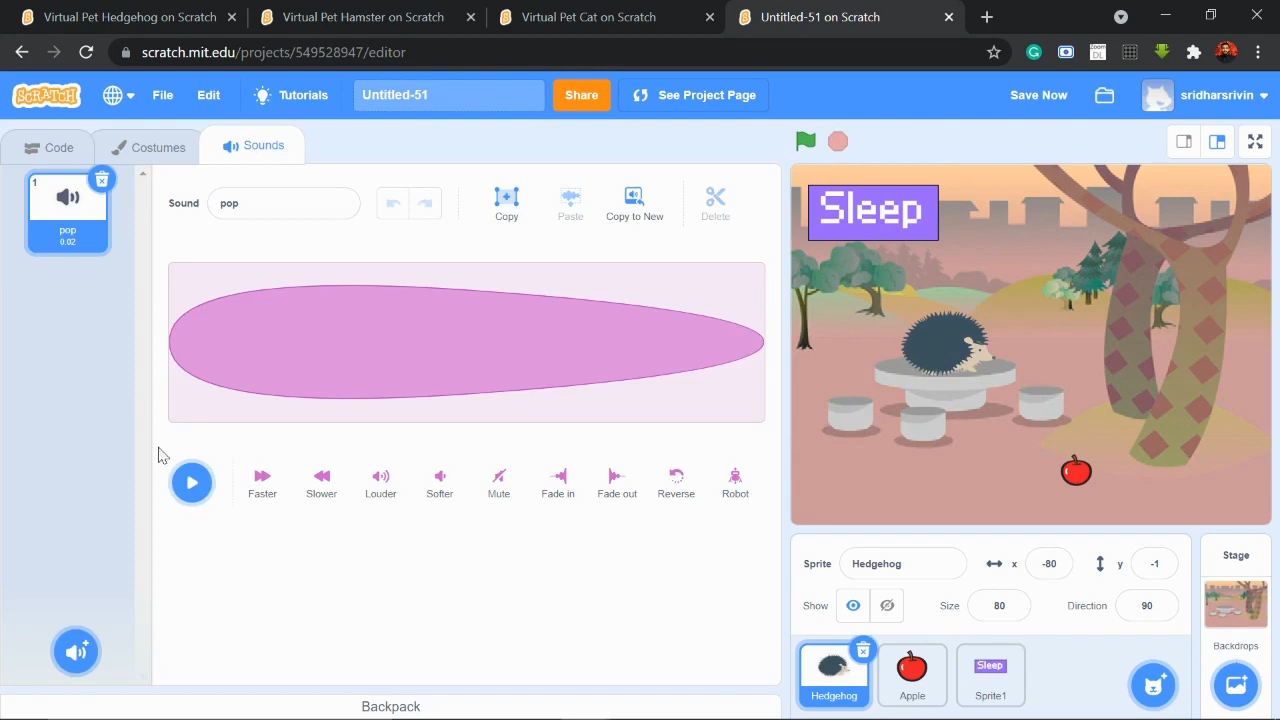 Virtual Pet Hedgehog on Scratch
Virtual Pet Hamster on Scratch
Virtual Pet Cat on Scratch
Untitled-51 on Scratch
scratch.mit.edu/projects/549528947/editor
Zoom
DL
SCRATCH
File
Edit
Tutorials
Untitled-51
Share
See Project Page
Save Now
sridharsrivin
Code
Costumes
Sounds
1
pop
0.02
Sound
pop
Copy
Paste
Copy to New
Delete
Faster
Slower
Louder
Softer
Mute
Fade in
Fade out
Reverse
Robot
Sleep
Sprite
Hedgehog
x
-80
y
-1
Show
Size
80
Direction
90
Stage
Backdrops
Hedgehog
Apple
Sleep
Sprite1
Backpack